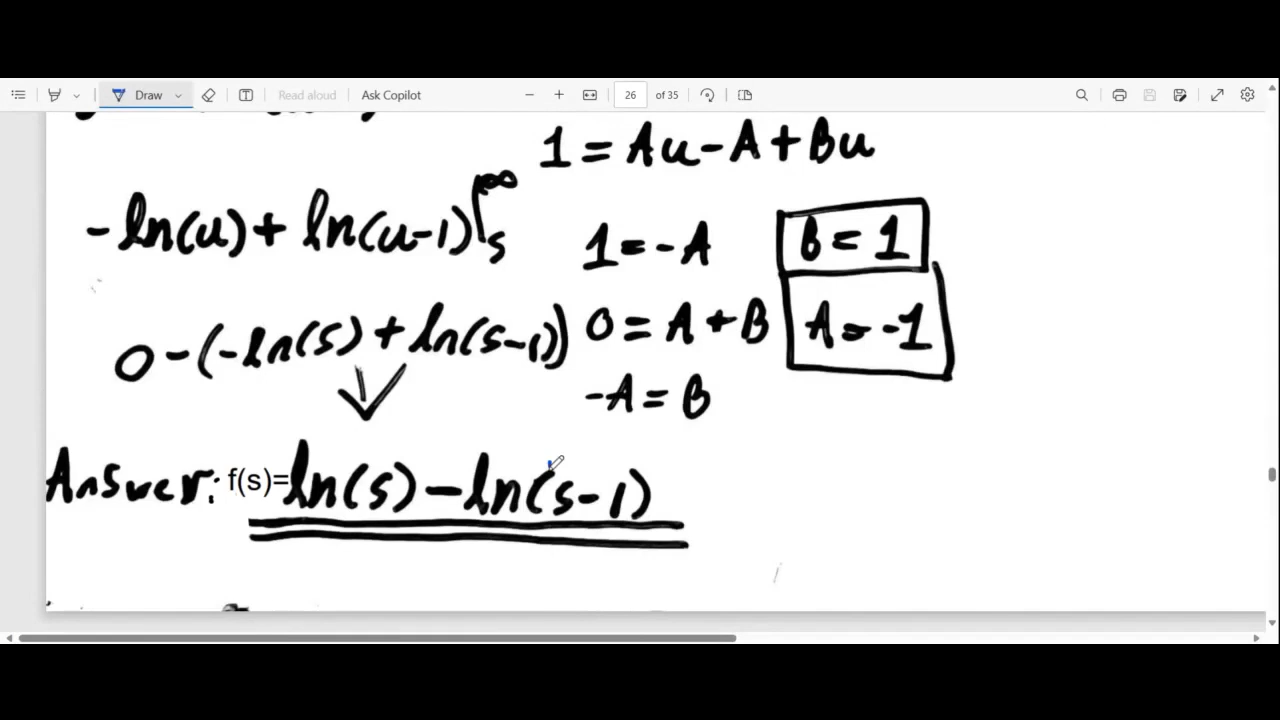 Draw
Read aloud
Ask Copilot
26 of 35
1 = Au - A + Bu
-ln(u) + ln(u-1)|∞ s
1 = -A
B = 1
0 - (-ln(s) + ln(s-1))
0 = A + B
A = -1
-A = B
Answer: f(s)= ln(s) - ln(s-1)